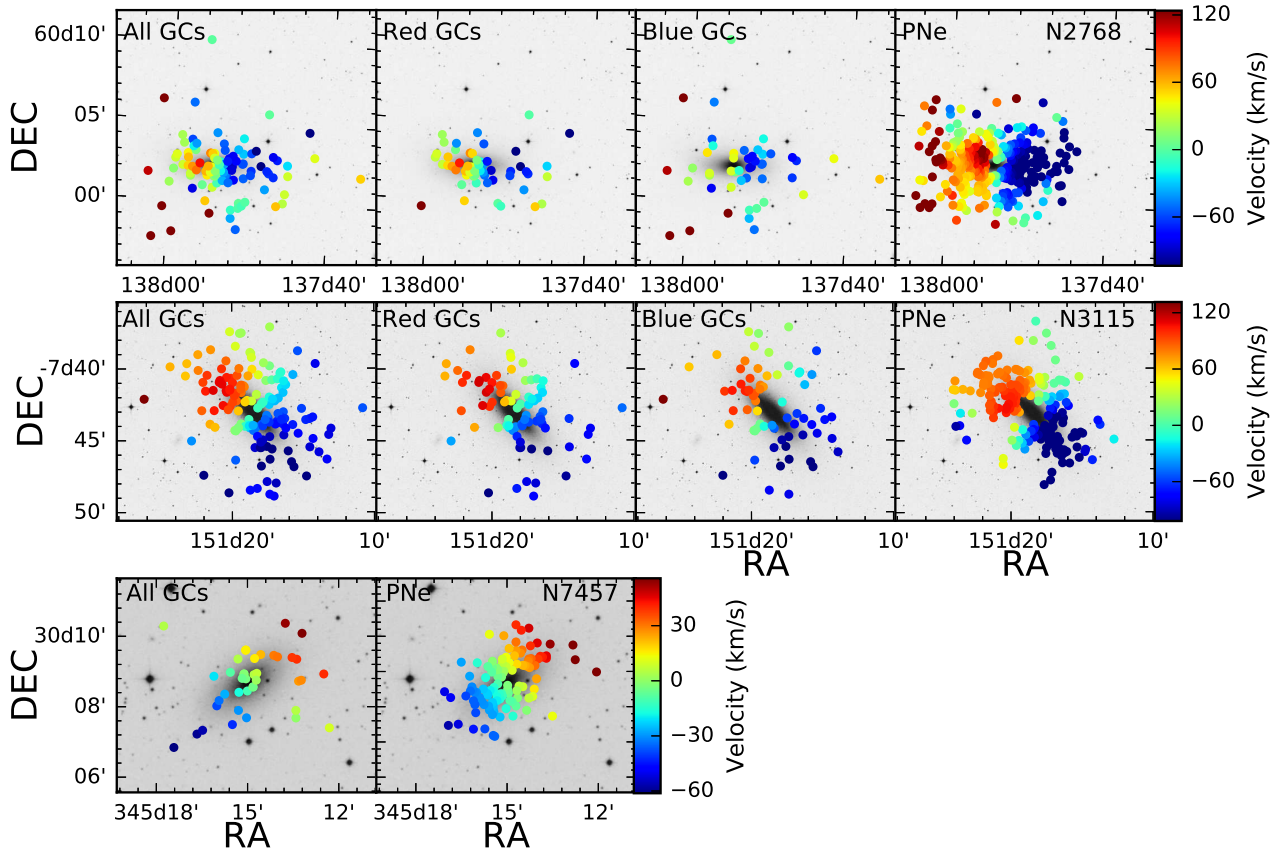 All GCs Red GCs Blue GCs PNe N2768
60d10'
05'
00'
DEC
138d00' 137d40' 138d00' 137d40' 138d00' 137d40' 138d00' 137d40'
120
60
0
−60
Velocity (km/s)
All GCs Red GCs Blue GCs PNe N3115
-7d40'
45'
50'
DEC
151d20' 10' 151d20' 10' 151d20' 10' 151d20' 10'
RA RA
120
60
0
−60
Velocity (km/s)
All GCs PNe N7457
30d10'
08'
06'
DEC
345d18' 15' 12' 345d18' 15' 12'
RA RA
30
0
−30
−60
Velocity (km/s)